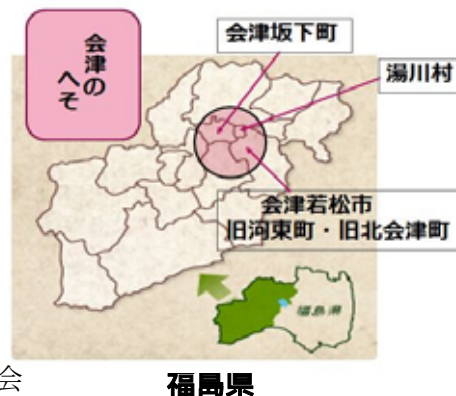 会津の
へそ
会津坂下町
湯川村
会津若松市
旧河東町・旧北会津町
福島県
会
福島県